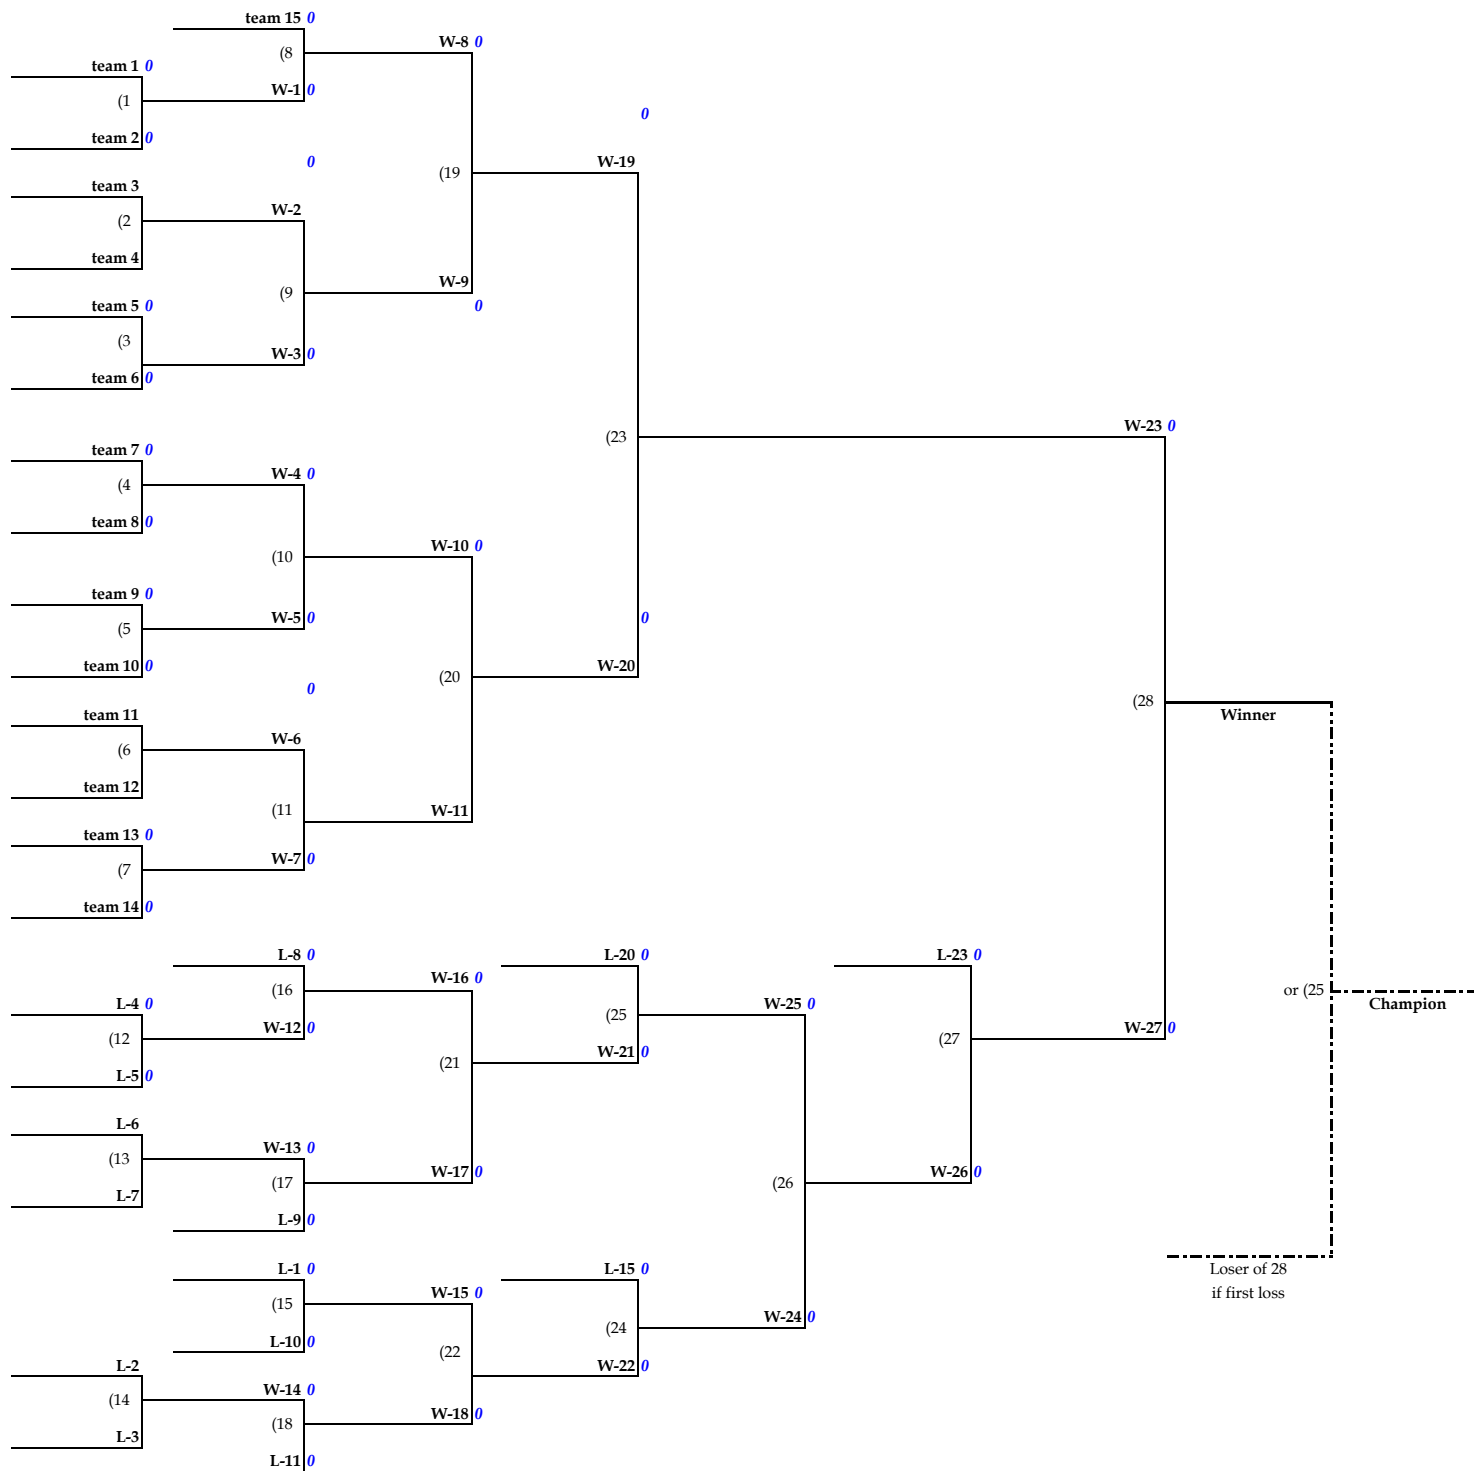 team 15 0
W-8 0
(8
team 1 0
W-1 0
(1
0
team 2 0
0
W-19
(19
team 3
W-2
(2
team 4
W-9
(9
team 5 0
0
(3
W-3 0
team 6 0
W-23 0
(23
team 7 0
W-4 0
(4
team 8 0
W-10 0
(10
team 9 0
W-5 0
0
(5
team 10 0
W-20
(20
0
(28
team 11
Winner
W-6
(6
team 12
W-11
(11
team 13 0
W-7 0
(7
team 14 0
L-8 0
L-20 0
L-23 0
W-16 0
(16
or (25
L-4 0
W-25 0
Champion
(25
W-12 0
W-27 0
(12
(27
W-21 0
(21
L-5 0
L-6
W-13 0
(13
W-17 0
W-26 0
(17
(26
L-7
L-9 0
L-1 0
L-15 0
Loser of 28
W-15 0
if first loss
(15
W-24 0
(24
L-10 0
(22
L-2
W-22 0
W-14 0
(14
W-18 0
(18
L-3
L-11 0